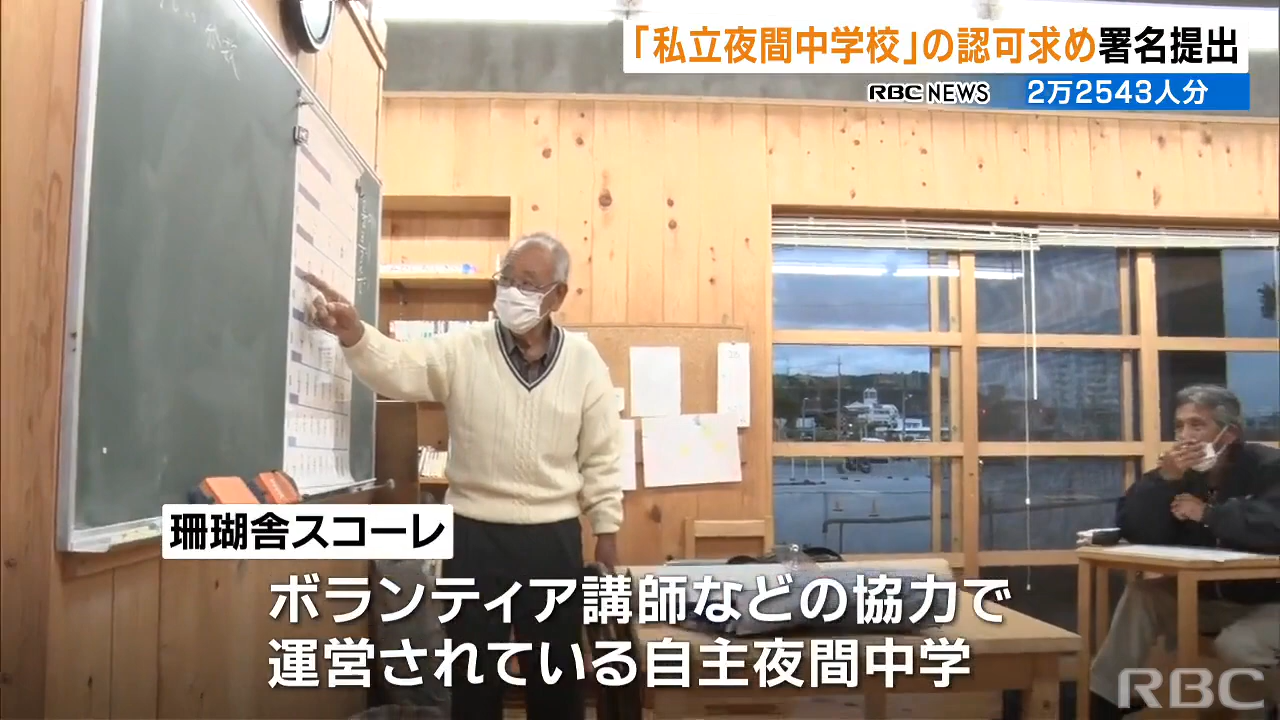 「私立夜間中学校」の認可求め署名提出
RBC NEWS 2万2543人分
珊瑚舎スコーレ
ボランティア講師などの協力で
運営されている自主夜間中学
RBC